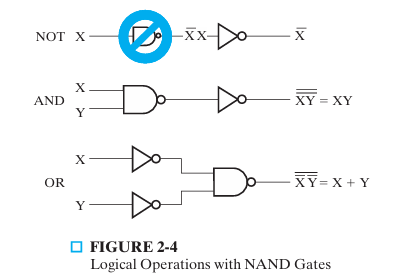 NOT X X̅ X X̅
AND X
Y X̿Y̿ = XY
X
OR X̿ Y̿ = X + Y
Y
FIGURE 2-4
Logical Operations with NAND Gates